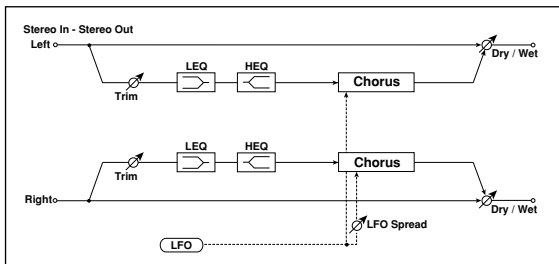 Stereo In - Stereo Out
Left
Dry / Wet
LEQ
HEQ
Chorus
Trim
LEQ
HEQ
Chorus
Trim
Right
Dry / Wet
LFO Spread
LFO